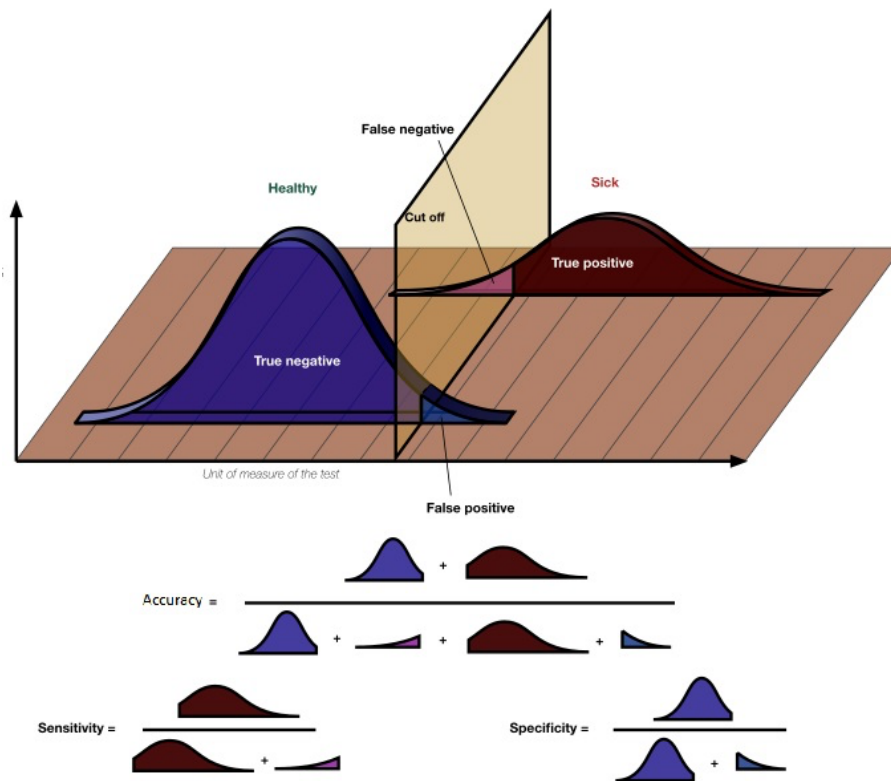 False negative
Healthy
Sick
Cut off
True positive
True negative
Unit of measure of the test
False positive
+
Accuracy =
+ + +
Sensitivity =
+
Specificity =
+